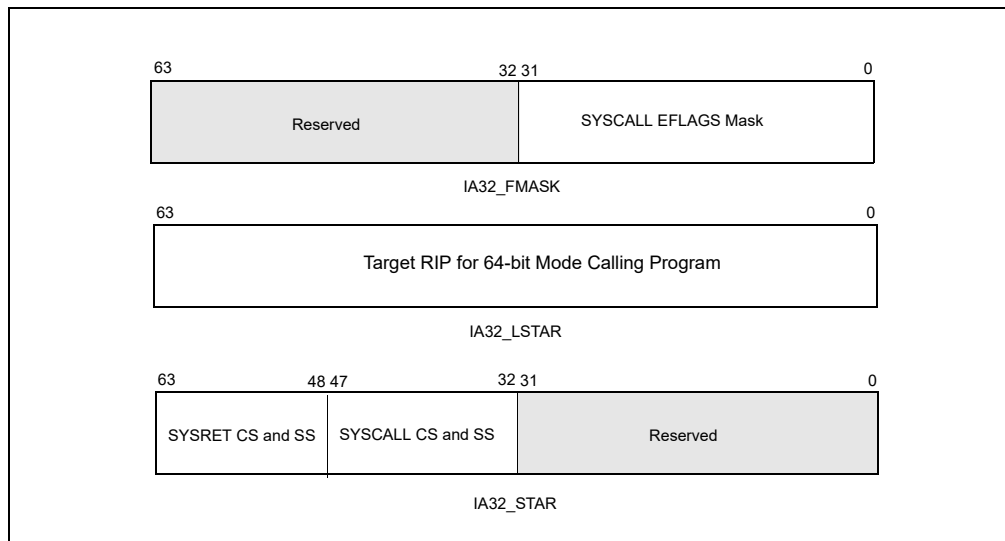 63 32 31 0
Reserved SYSCALL EFLAGS Mask
IA32_FMASK
63 0
Target RIP for 64-bit Mode Calling Program
IA32_LSTAR
63 48 47 32 31 0
SYSRET CS and SS SYSCALL CS and SS Reserved
IA32_STAR